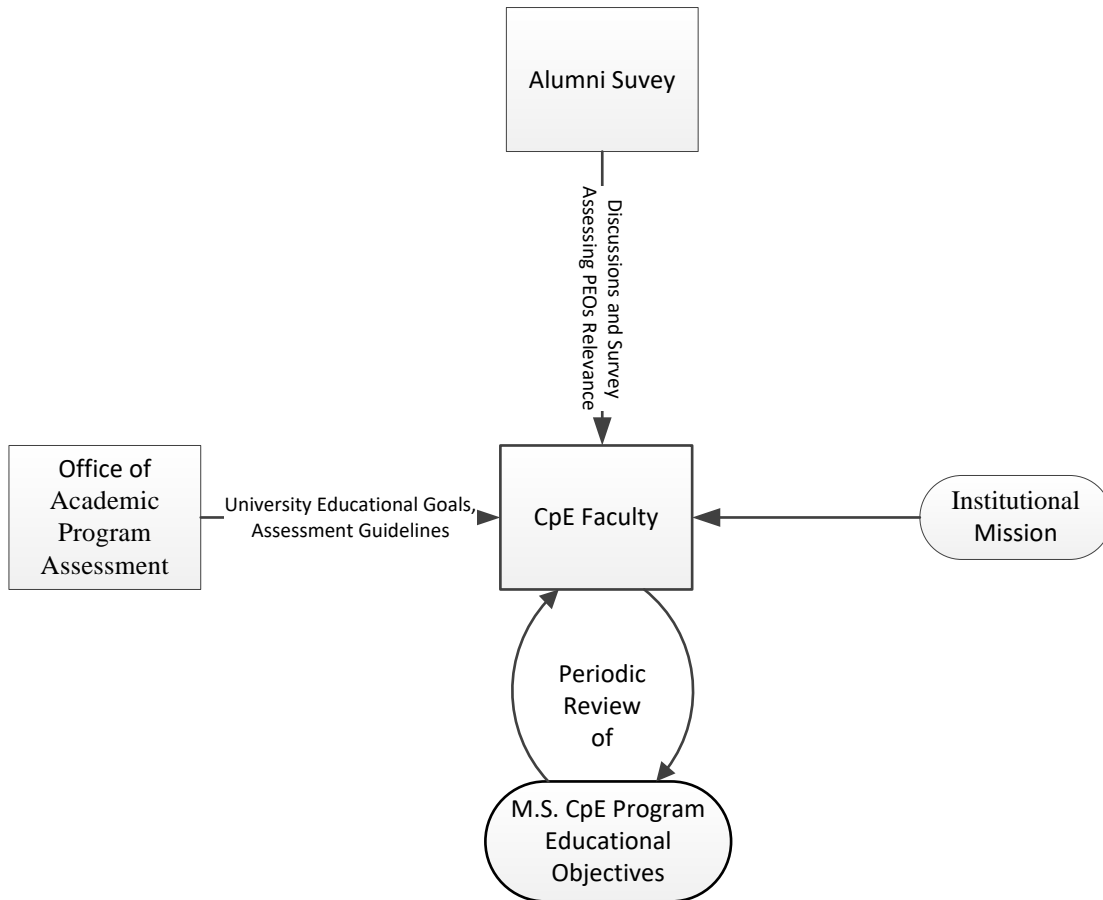 Alumni Suvey
Discussions and Survey
Assessing PEOs Relevance
Office of
Academic
Program
Assessment
University Educational Goals,
Assessment Guidelines
CpE Faculty
Institutional
Mission
Periodic
Review
of
M.S. CpE Program
Educational
Objectives